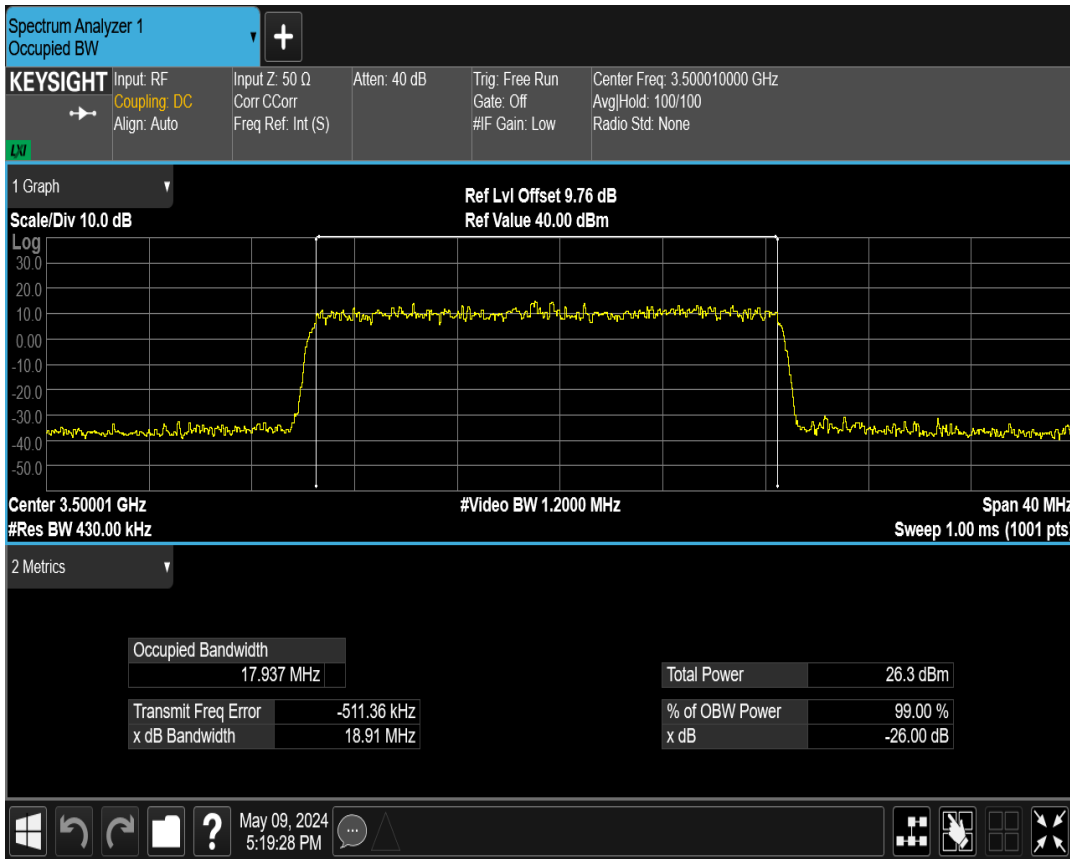 Spectrum Analyzer 1
Occupied BW
KEYSIGHT
LXI
Input: RF
Coupling: DC
Align: Auto
Input Z: 50 Ω
Corr CCorr
Freq Ref: Int (S)
Atten: 40 dB
Trig: Free Run
Gate: Off
#IF Gain: Low
Center Freq: 3.500010000 GHz
Avg|Hold: 100/100
Radio Std: None
1 Graph
Scale/Div 10.0 dB
Ref Lvl Offset 9.76 dB
Ref Value 40.00 dBm
Log
30.0
20.0
10.0
0.00
-10.0
-20.0
-30.0
-40.0
-50.0
Center 3.50001 GHz
#Res BW 430.00 kHz
#Video BW 1.2000 MHz
Span 40 MHz
Sweep 1.00 ms (1001 pts)
2 Metrics
Occupied Bandwidth
17.937 MHz
Transmit Freq Error -511.36 kHz
x dB Bandwidth 18.91 MHz
Total Power 26.3 dBm
% of OBW Power 99.00 %
x dB -26.00 dB
?
May 09, 2024
5:19:28 PM